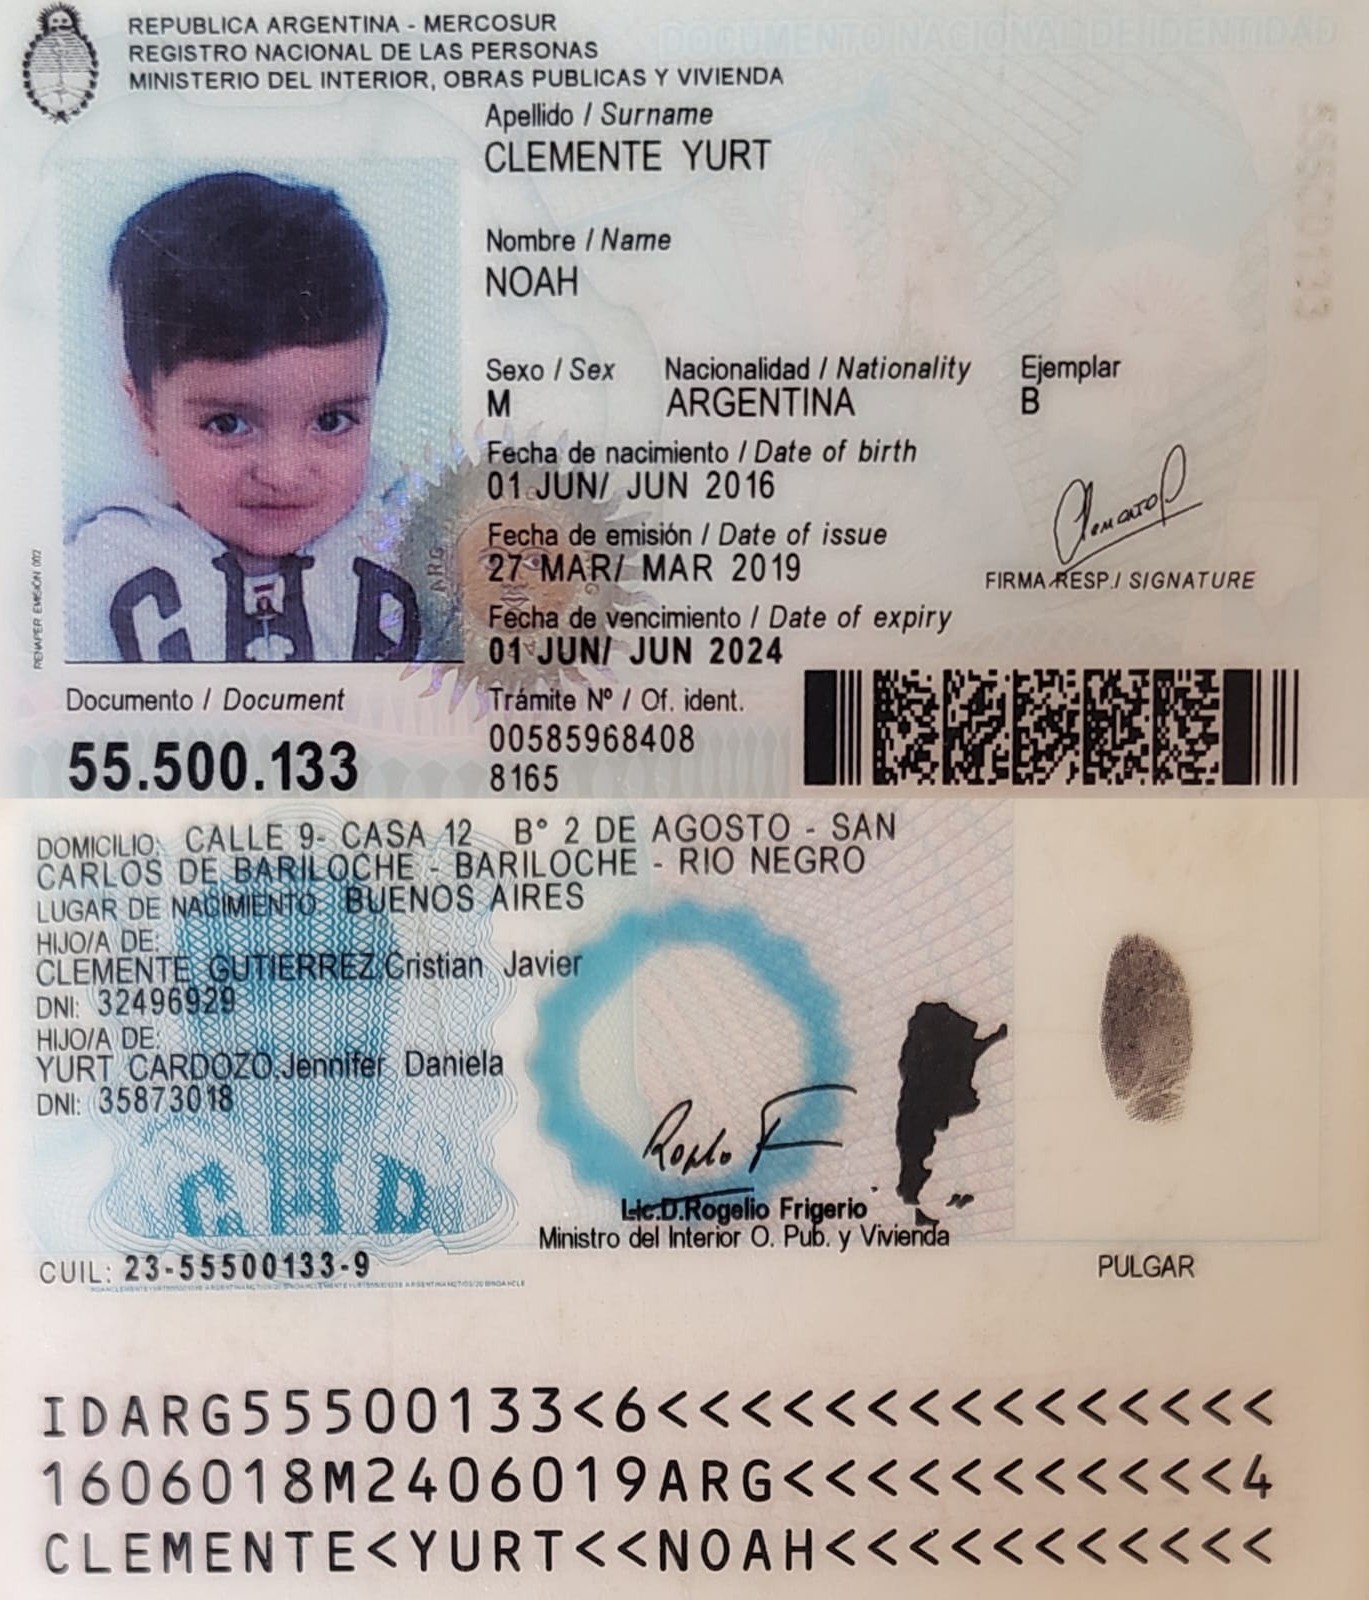 REPUBLICA ARGENTINA - MERCOSUR
REGISTRO NACIONAL DE LAS PERSONAS
MINISTERIO DEL INTERIOR, OBRAS PUBLICAS Y VIVIENDA
DOCUMENTO NACIONAL DE IDENTIDAD
Apellido / Surname
CLEMENTE YURT
Nombre / Name
NOAH
Sexo / Sex Nacionalidad / Nationality Ejemplar
M ARGENTINA B
Fecha de nacimiento / Date of birth
01 JUN/ JUN 2016
Fecha de emisión / Date of issue
27 MAR/ MAR 2019
FIRMA RESP./ SIGNATURE
Fecha de vencimiento / Date of expiry
01 JUN/ JUN 2024
RENAPER EMISION 002
ARG
GHD
Documento / Document
55.500.133
Trámite Nº / Of. ident.
00585968408
8165
DOMICILIO: CALLE 9- CASA 12 B° 2 DE AGOSTO - SAN
CARLOS DE BARILOCHE - BARILOCHE - RIO NEGRO
LUGAR DE NACIMIENTO: BUENOS AIRES
HIJO/A DE:
CLEMENTE GUTIERREZ,Cristian Javier
DNI: 32496929
HIJO/A DE:
YURT CARDOZO,Jennifer Daniela
DNI: 35873018
GHD
Lic.D.Rogelio Frigerio
Ministro del Interior O. Pub. y Vivienda
CUIL: 23-55500133-9
PULGAR
IDARG55500133<6<<<<<<<<<<<<<<<
1606018M2406019ARG<<<<<<<<<<<4
CLEMENTE<YURT<<NOAH<<<<<<<<<<<